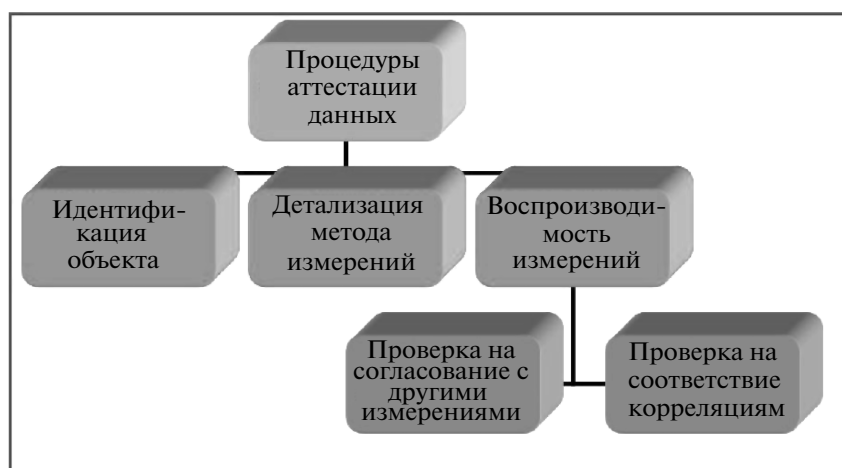 Процедуры
аттестации
данных
Идентифи-
кация
объекта
Детализация
метода
измерений
Воспроизводи-
мость
измерений
Проверка на
согласование с
другими
измерениями
Проверка на
соответствие
корреляциям